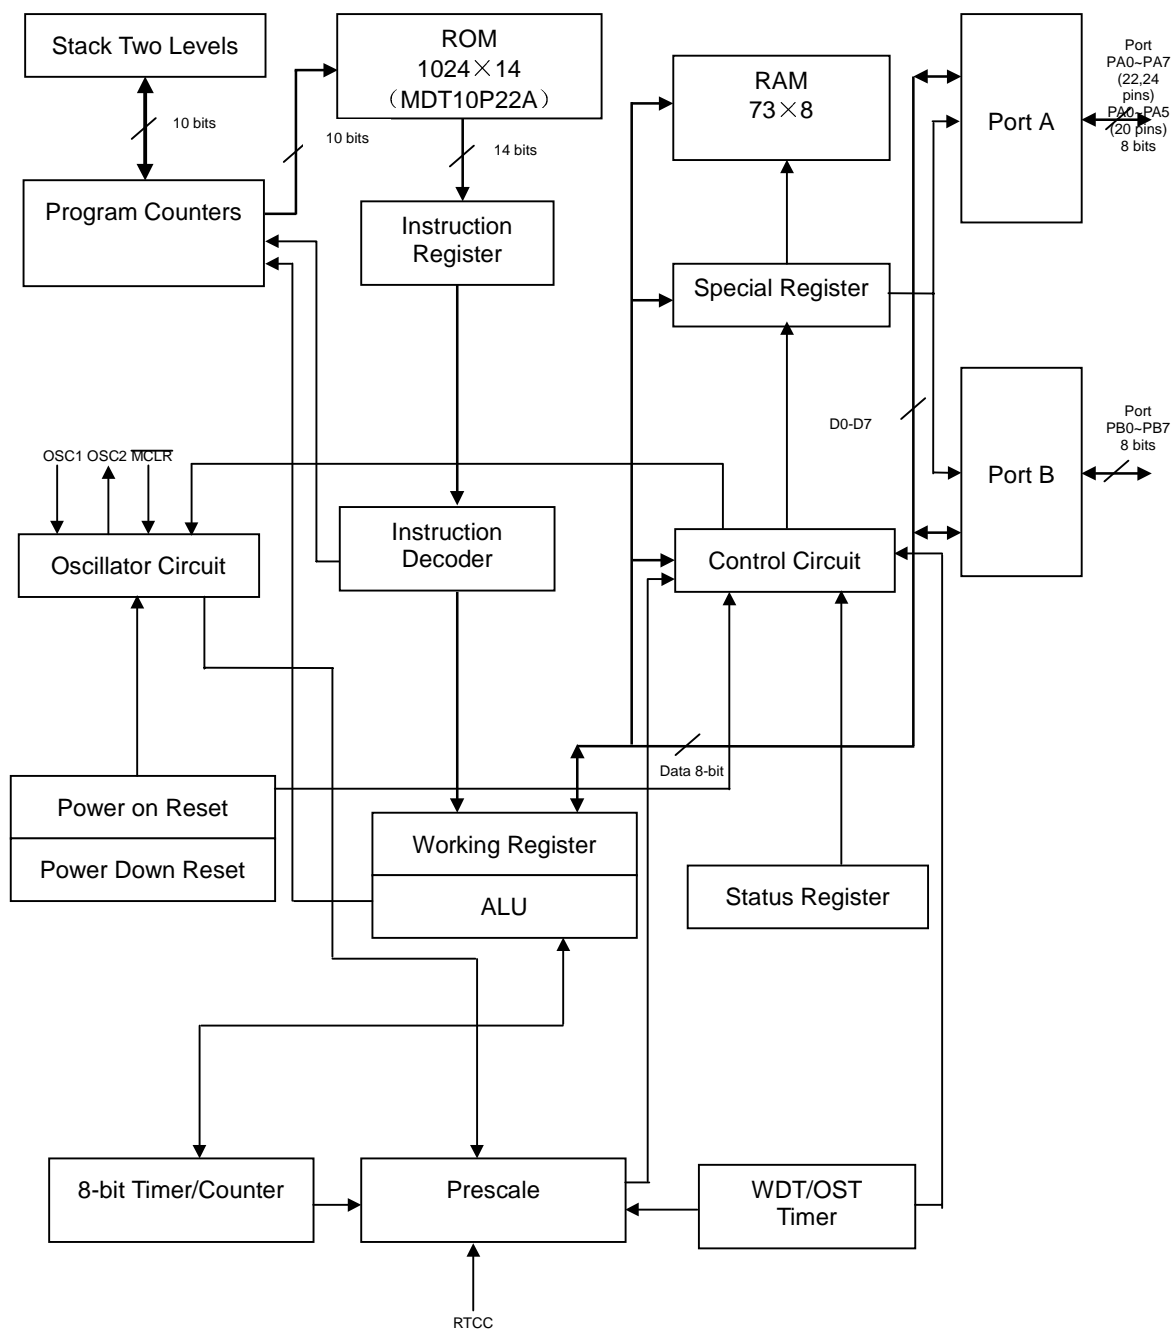 Stack Two Levels
ROM
1024×14
（MDT10P22A）
RAM
73×8
Port A
Port
PA0~PA7
(22,24
pins)
PA0~PA5
(20 pins)
8 bits
10 bits
10 bits
14 bits
Program Counters
Instruction
Register
Special Register
D0-D7
Port B
Port
PB0~PB7
8 bits
OSC1 OSC2 MCLR
Oscillator Circuit
Instruction
Decoder
Control Circuit
Data 8-bit
Power on Reset
Power Down Reset
Working Register
ALU
Status Register
8-bit Timer/Counter
Prescale
WDT/OST
Timer
RTCC